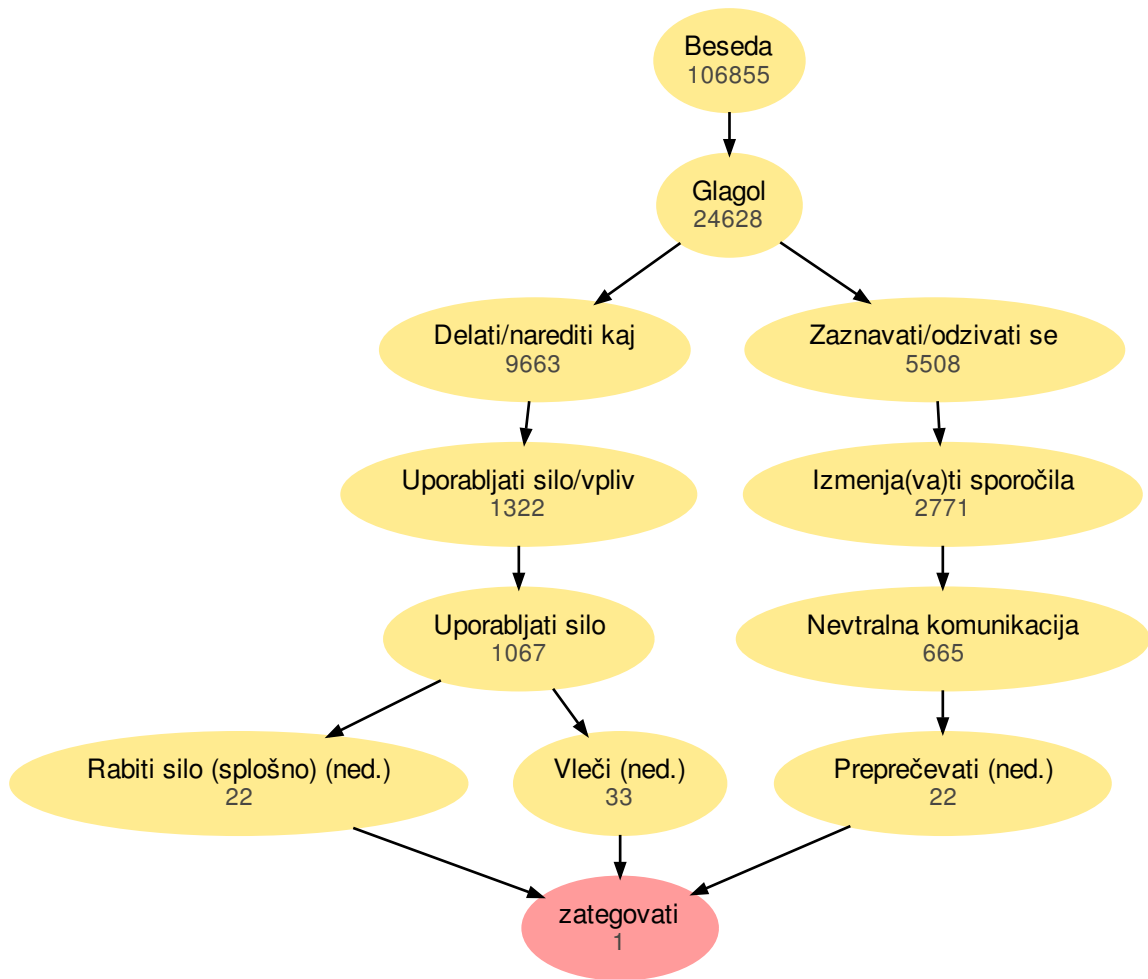 Beseda
106855
Glagol
24628
Delati/narediti kaj
9663
Zaznavati/odzivati se
5508
Uporabljati silo/vpliv
1322
Izmenja(va)ti sporočila
2771
Uporabljati silo
1067
Nevtralna komunikacija
665
Rabiti silo (splošno) (ned.)
22
Vleči (ned.)
33
Preprečevati (ned.)
22
zategovati
1